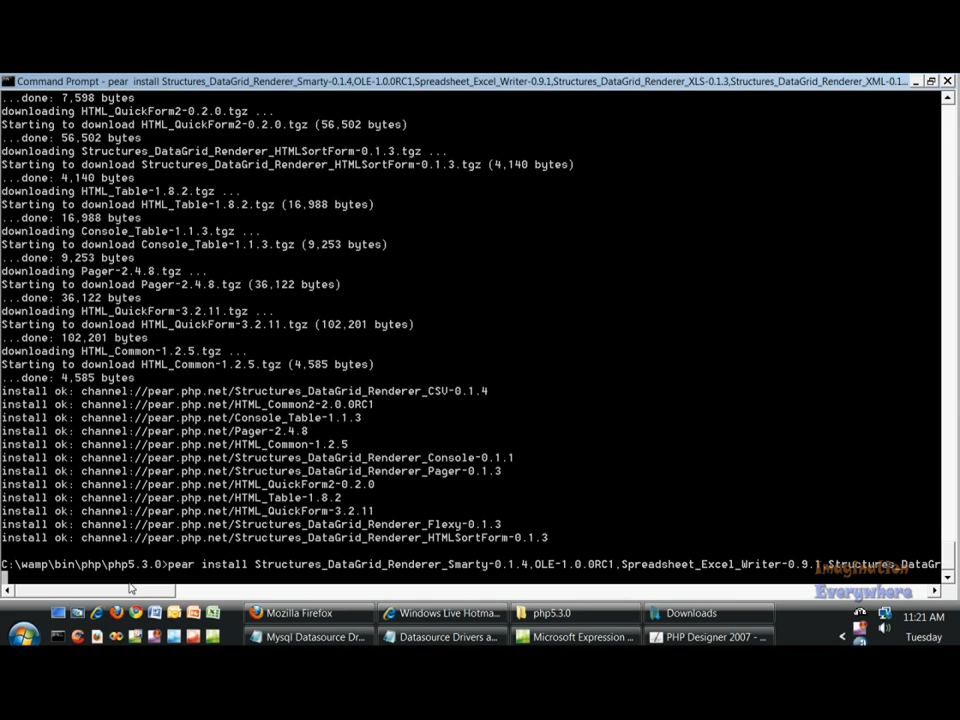 Command Prompt - pear install Structures_DataGrid_Renderer_Smarty-0.1.4,OLE-1.0.0RC1,Spreadsheet_Excel_Writer-0.9.1,Structures_DataGrid_Renderer_XLS-0.1.3,Structures_DataGrid_Renderer_XML-0.1...
...done: 7,598 bytes
downloading HTML_QuickForm2-0.2.0.tgz ...
Starting to download HTML_QuickForm2-0.2.0.tgz (56,502 bytes)
...done: 56,502 bytes
downloading Structures_DataGrid_Renderer_HTMLSortForm-0.1.3.tgz ...
Starting to download Structures_DataGrid_Renderer_HTMLSortForm-0.1.3.tgz (4,140 bytes)
...done: 4,140 bytes
downloading HTML_Table-1.8.2.tgz ...
Starting to download HTML_Table-1.8.2.tgz (16,988 bytes)
...done: 16,988 bytes
downloading Console_Table-1.1.3.tgz ...
Starting to download Console_Table-1.1.3.tgz (9,253 bytes)
...done: 9,253 bytes
downloading Pager-2.4.8.tgz ...
Starting to download Pager-2.4.8.tgz (36,122 bytes)
...done: 36,122 bytes
downloading HTML_QuickForm-3.2.11.tgz ...
Starting to download HTML_QuickForm-3.2.11.tgz (102,201 bytes)
...done: 102,201 bytes
downloading HTML_Common-1.2.5.tgz ...
Starting to download HTML_Common-1.2.5.tgz (4,585 bytes)
...done: 4,585 bytes
install ok: channel://pear.php.net/Structures_DataGrid_Renderer_CSV-0.1.4
install ok: channel://pear.php.net/HTML_Common2-2.0.0RC1
install ok: channel://pear.php.net/Console_Table-1.1.3
install ok: channel://pear.php.net/Pager-2.4.8
install ok: channel://pear.php.net/HTML_Common-1.2.5
install ok: channel://pear.php.net/Structures_DataGrid_Renderer_Console-0.1.1
install ok: channel://pear.php.net/Structures_DataGrid_Renderer_Pager-0.1.3
install ok: channel://pear.php.net/HTML_QuickForm2-0.2.0
install ok: channel://pear.php.net/HTML_Table-1.8.2
install ok: channel://pear.php.net/HTML_QuickForm-3.2.11
install ok: channel://pear.php.net/Structures_DataGrid_Renderer_Flexy-0.1.3
install ok: channel://pear.php.net/Structures_DataGrid_Renderer_HTMLSortForm-0.1.3
C:\wamp\bin\php\php5.3.0>pear install Structures_DataGrid_Renderer_Smarty-0.1.4,OLE-1.0.0RC1,Spreadsheet_Excel_Writer-0.9.1,Structures_DataGr
Imagination
Everywhere
Mozilla Firefox
Windows Live Hotma...
php5.3.0
Downloads
11:21 AM
Mysql Datasource Dr...
Datasource Drivers a...
Microsoft Expression ...
PHP Designer 2007 - ...
Tuesday